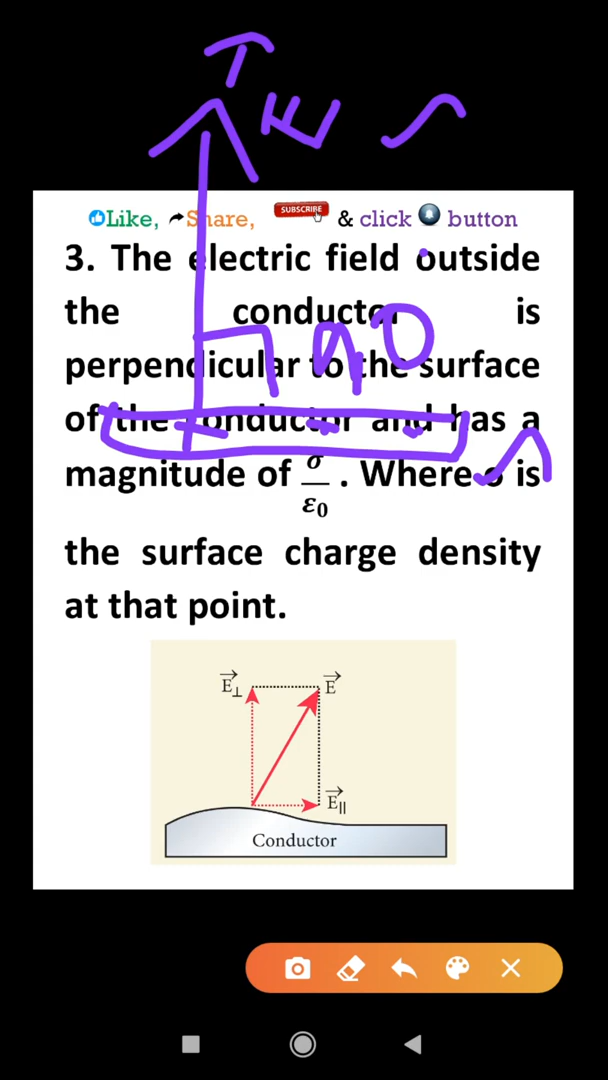 E
Like, Share, SUBSCRIBE & click button
3. The electric field outside
the conductor is
90
perpendicular to the surface
of the conductor and has a
magnitude of σ/ε₀ . Where σ is
the surface charge density
at that point.
E⊥ E
E||
Conductor